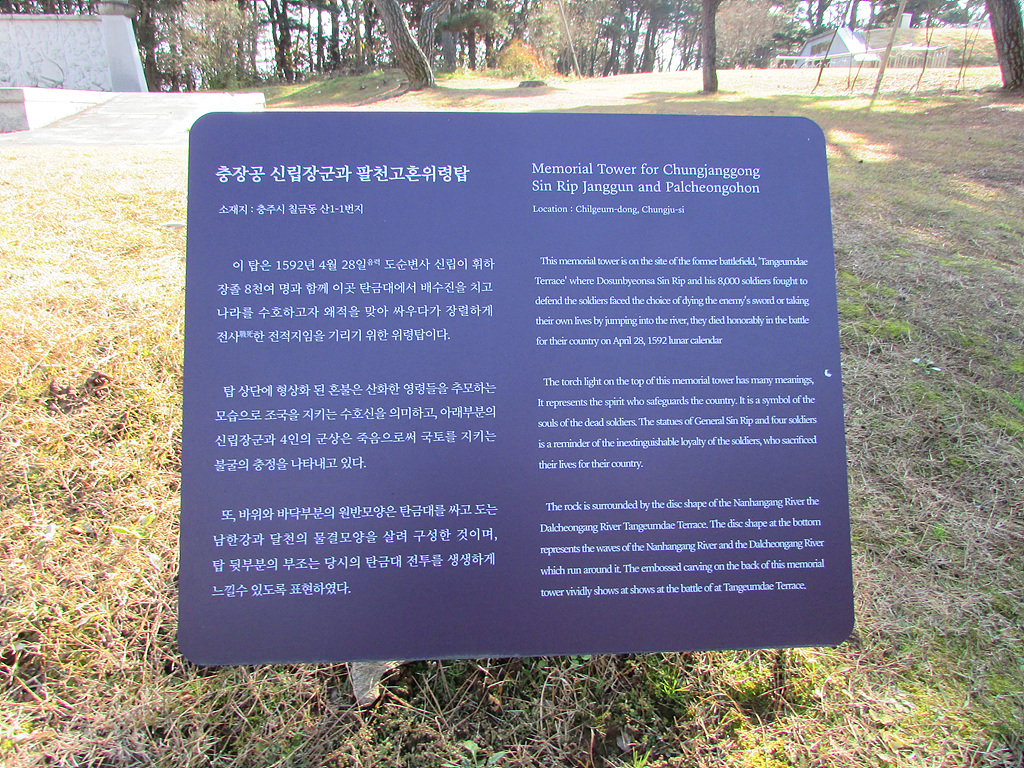 충장공 신립장군과 팔천고혼위령탑
소재지 : 충주시 칠금동 산1-1번지
이 탑은 1592년 4월 28일음력 도순변사 신립이 휘하
장졸 8천여 명과 함께 이곳 탄금대에서 배수진을 치고
나라를 수호하고자 왜적을 맞아 싸우다가 장렬하게
전사戰死한 전적지임을 기리기 위한 위령탑이다.
탑 상단에 형상화 된 혼불은 산화한 영령들을 추모하는
모습으로 조국을 지키는 수호신을 의미하고, 아래부분의
신립장군과 4인의 군상은 죽음으로써 국토를 지키는
불굴의 충정을 나타내고 있다.
또, 바위와 바닥부분의 원반모양은 탄금대를 싸고 도는
남한강과 달천의 물결모양을 살려 구성한 것이며,
탑 뒷부분의 부조는 당시의 탄금대 전투를 생생하게
느낄수 있도록 표현하였다.
Memorial Tower for Chungjanggong
Sin Rip Janggun and Palcheongohon
Location : Chilgeum-dong, Chungju-si
This memorial tower is on the site of the former battlefield, 'Tangeumdae
Terrace' where Dosunbyeonsa Sin Rip and his 8,000 soldiers fought to
defend the soldiers faced the choice of dying the enemy's sword or taking
their own lives by jumping into the river, they died honorably in the battle
for their country on April 28, 1592 lunar calendar
The torch light on the top of this memorial tower has many meanings,
It represents the spirit who safeguards the country. It is a symbol of the
souls of the dead soldiers. The statues of General Sin Rip and four soldiers
is a reminder of the inextinguishable loyalty of the soldiers, who sacrificed
their lives for their country.
The rock is surrounded by the disc shape of the Nanhangang River the
Dalcheongang River Tangeumdae Terrace. The disc shape at the bottom
represents the waves of the Nanhangang River and the Dalcheongang River
which run around it. The embossed carving on the back of this memorial
tower vividly shows at shows at the battle of at Tangeumdae Terrace.